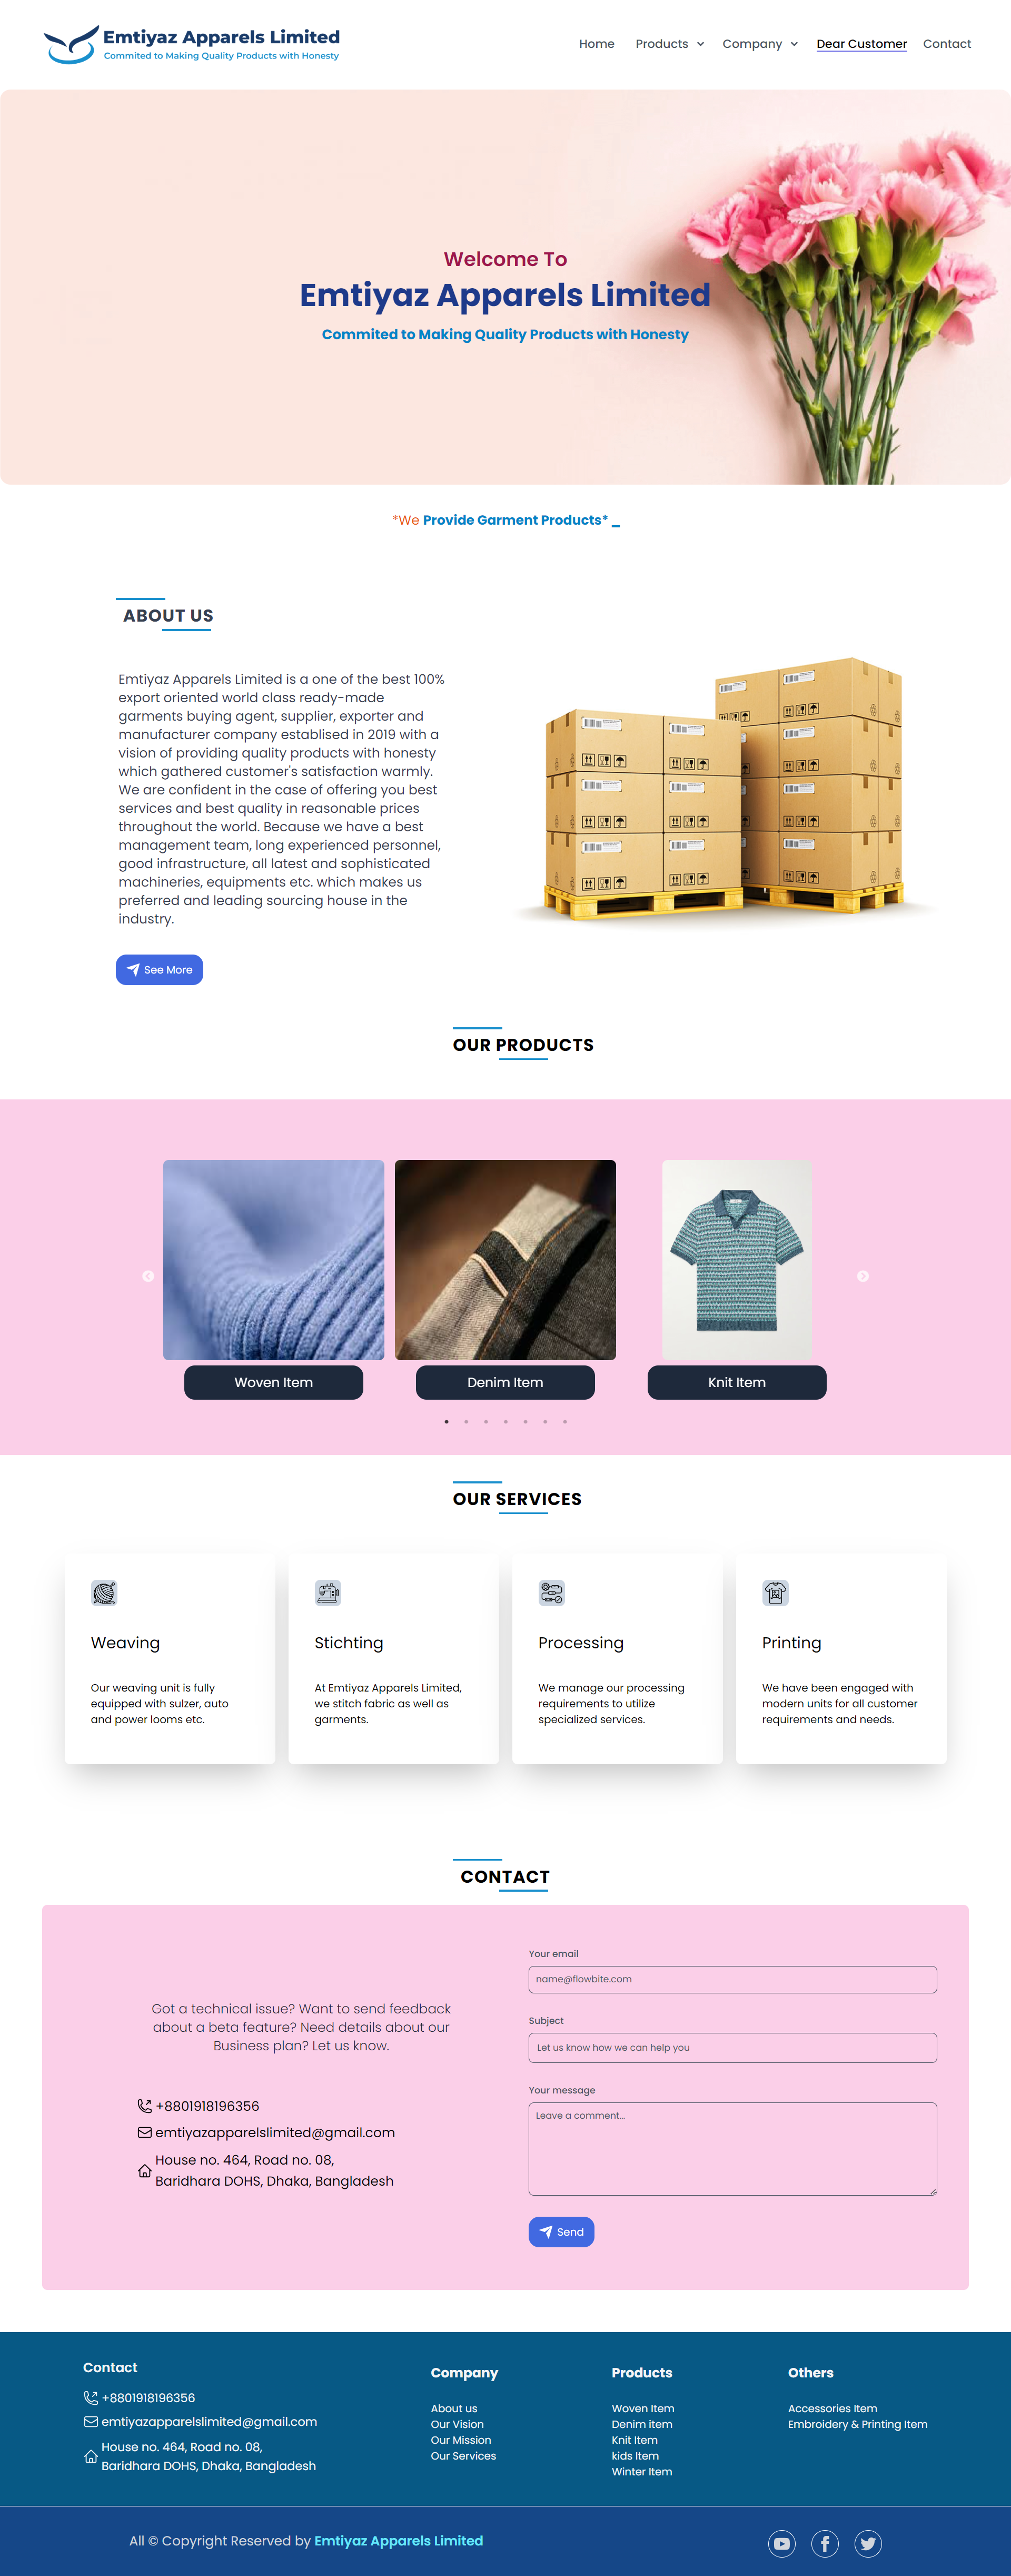 Emtiyaz Apparels Limited
Commited to Making Quality Products with Honesty
Home Products Company Dear Customer Contact
Welcome To
Emtiyaz Apparels Limited
Commited to Making Quality Products with Honesty
*We Provide Garment Products* _
ABOUT US
Emtiyaz Apparels Limited is a one of the best 100%
export oriented world class ready-made
garments buying agent, supplier, exporter and
manufacturer company establised in 2019 with a
vision of providing quality products with honesty
which gathered customer's satisfaction warmly.
We are confident in the case of offering you best
services and best quality in reasonable prices
throughout the world. Because we have a best
management team, long experienced personnel,
good infrastructure, all latest and sophisticated
machineries, equipments etc. which makes us
preferred and leading sourcing house in the
industry.
See More
OUR PRODUCTS
Woven Item
Denim Item
Knit Item
OUR SERVICES
Weaving
Our weaving unit is fully
equipped with sulzer, auto
and power looms etc.
Stichting
At Emtiyaz Apparels Limited,
we stitch fabric as well as
garments.
Processing
We manage our processing
requirements to utilize
specialized services.
Printing
We have been engaged with
modern units for all customer
requirements and needs.
CONTACT
Got a technical issue? Want to send feedback
about a beta feature? Need details about our
Business plan? Let us know.
+8801918196356
emtiyazapparelslimited@gmail.com
House no. 464, Road no. 08,
Baridhara DOHS, Dhaka, Bangladesh
Your email
name@flowbite.com
Subject
Let us know how we can help you
Your message
Leave a comment...
Send
Contact
+8801918196356
emtiyazapparelslimited@gmail.com
House no. 464, Road no. 08,
Baridhara DOHS, Dhaka, Bangladesh
Company
About us
Our Vision
Our Mission
Our Services
Products
Woven Item
Denim item
Knit Item
kids Item
Winter Item
Others
Accessories Item
Embroidery & Printing Item
All © Copyright Reserved by Emtiyaz Apparels Limited